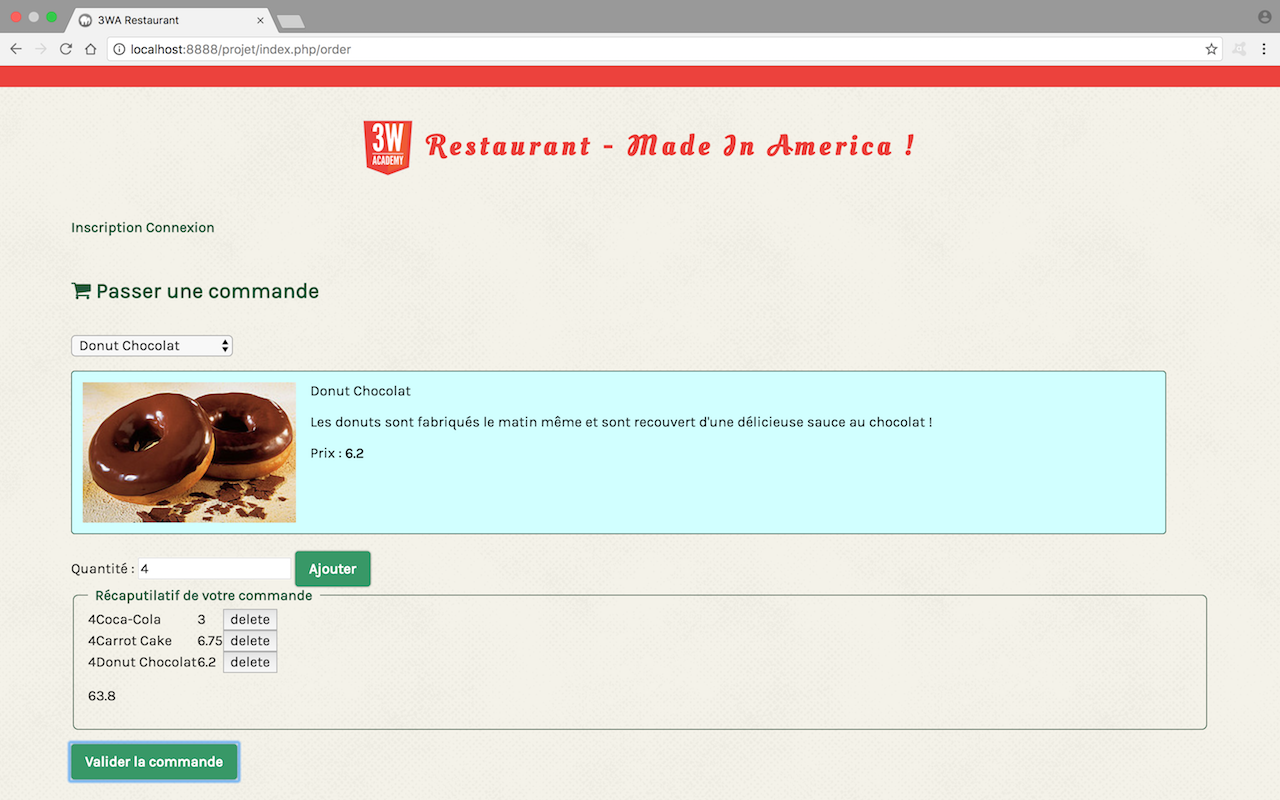 3WA Restaurant
localhost:8888/projet/index.php/order
3W
ACADEMY
Restaurant - Made In America !
Inscription Connexion
Passer une commande
Donut Chocolat
Donut Chocolat
Les donuts sont fabriqués le matin même et sont recouvert d'une délicieuse sauce au chocolat !
Prix : 6.2
Quantité : 4 Ajouter
Récaputilatif de votre commande
4Coca-Cola 3 delete
4Carrot Cake 6.75 delete
4Donut Chocolat6.2 delete
63.8
Valider la commande